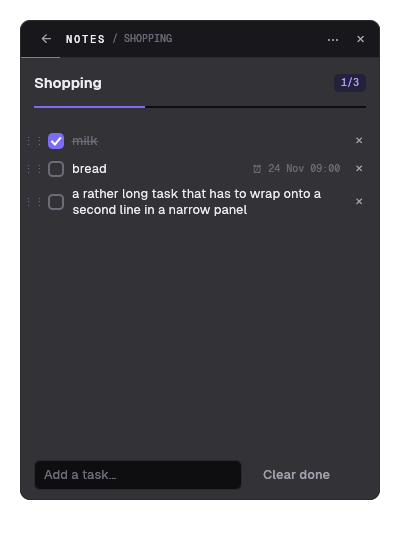 NOTES / SHOPPING
Shopping
1/3
milk
bread
24 Nov 09:00
a rather long task that has to wrap onto a
second line in a narrow panel
Add a task…
Clear done